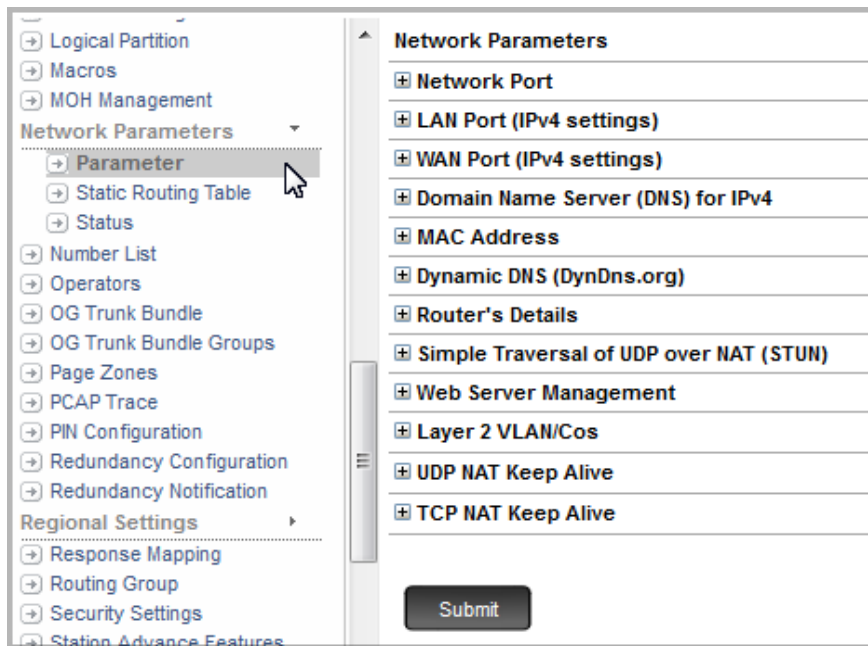 Logical Partition
Macros
MOH Management
Network Parameters
Parameter
Static Routing Table
Status
Number List
Operators
OG Trunk Bundle
OG Trunk Bundle Groups
Page Zones
PCAP Trace
PIN Configuration
Redundancy Configuration
Redundancy Notification
Regional Settings
Response Mapping
Routing Group
Security Settings
Station Advance Features
Network Parameters
Network Port
LAN Port (IPv4 settings)
WAN Port (IPv4 settings)
Domain Name Server (DNS) for IPv4
MAC Address
Dynamic DNS (DynDns.org)
Router's Details
Simple Traversal of UDP over NAT (STUN)
Web Server Management
Layer 2 VLAN/Cos
UDP NAT Keep Alive
TCP NAT Keep Alive
Submit